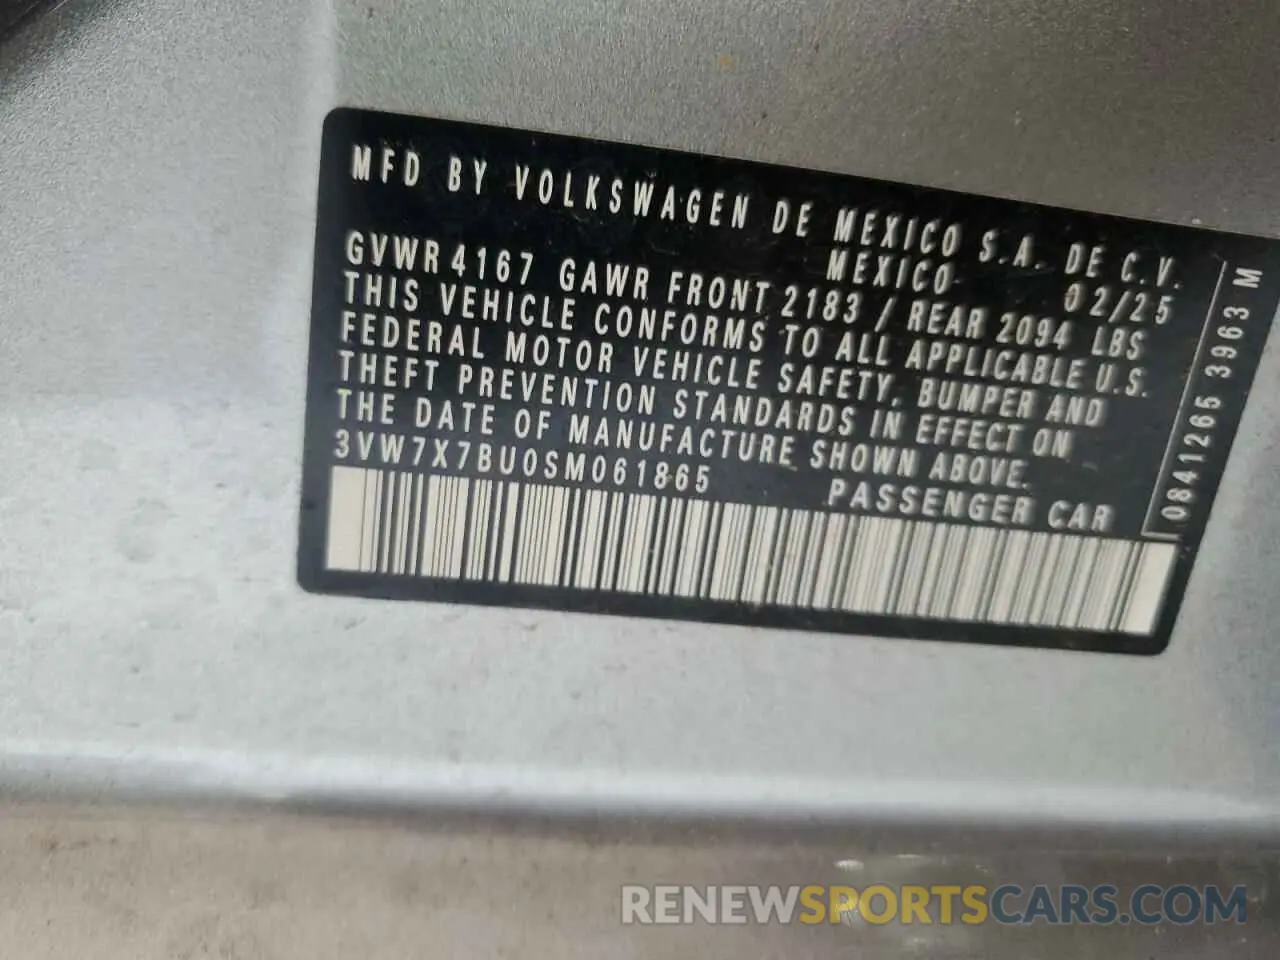 MFD BY VOLKSWAGEN DE MEXICO S.A. DE C.V.
MEXICO 02/25
GVWR 4167 GAWR FRONT 2183 / REAR 2094 LBS
THIS VEHICLE CONFORMS TO ALL APPLICABLE U.S.
FEDERAL MOTOR VEHICLE SAFETY, BUMPER AND
THEFT PREVENTION STANDARDS IN EFFECT ON
THE DATE OF MANUFACTURE SHOWN ABOVE.
3VW7X7BU0SM061865 PASSENGER CAR
0841265 3963 M
RENEWSPORTSCARS.COM